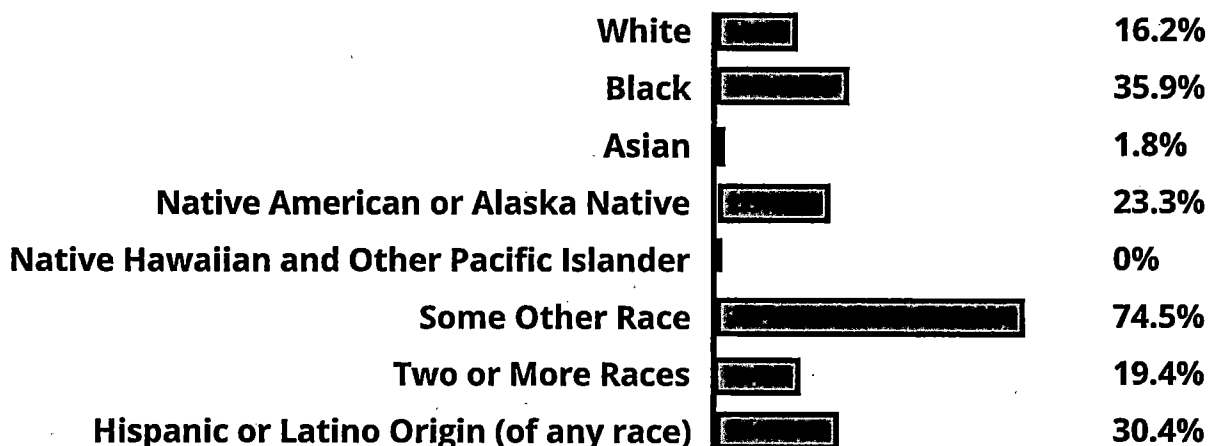 White 16.2%
Black 35.9%
Asian 1.8%
Native American or Alaska Native 23.3%
Native Hawaiian and Other Pacific Islander 0%
Some Other Race 74.5%
Two or More Races 19.4%
Hispanic or Latino Origin (of any race) 30.4%